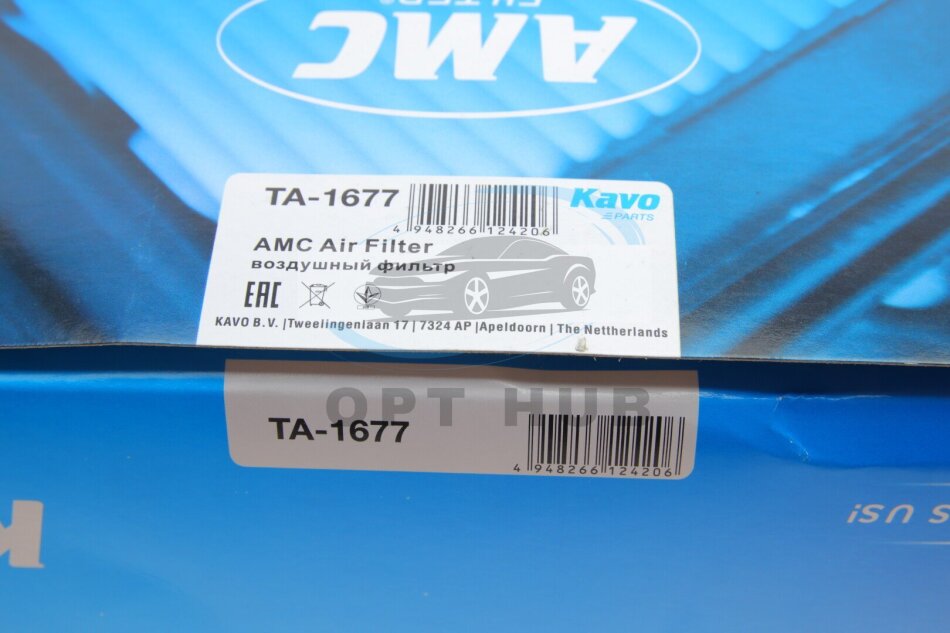 AMC
FILTER®
TA-1677
4 948266 124206
Kavo
PARTS
AMC Air Filter
воздушный фильтр
EAC
KAVO B.V. |Tweelingenlaan 17| 7324 AP |Apeldoorn | The Nettherlands
OPT HUB
TA-1677
4 948266 124206